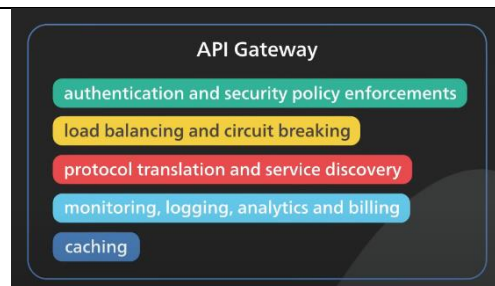 API Gateway
authentication and security policy enforcements
load balancing and circuit breaking
protocol translation and service discovery
monitoring, logging, analytics and billing
caching